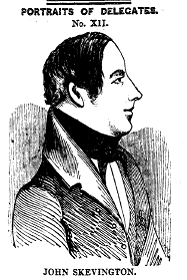 PORTRAITS OF DELEGATES.
No. XII.
JOHN SKEVINGTON.